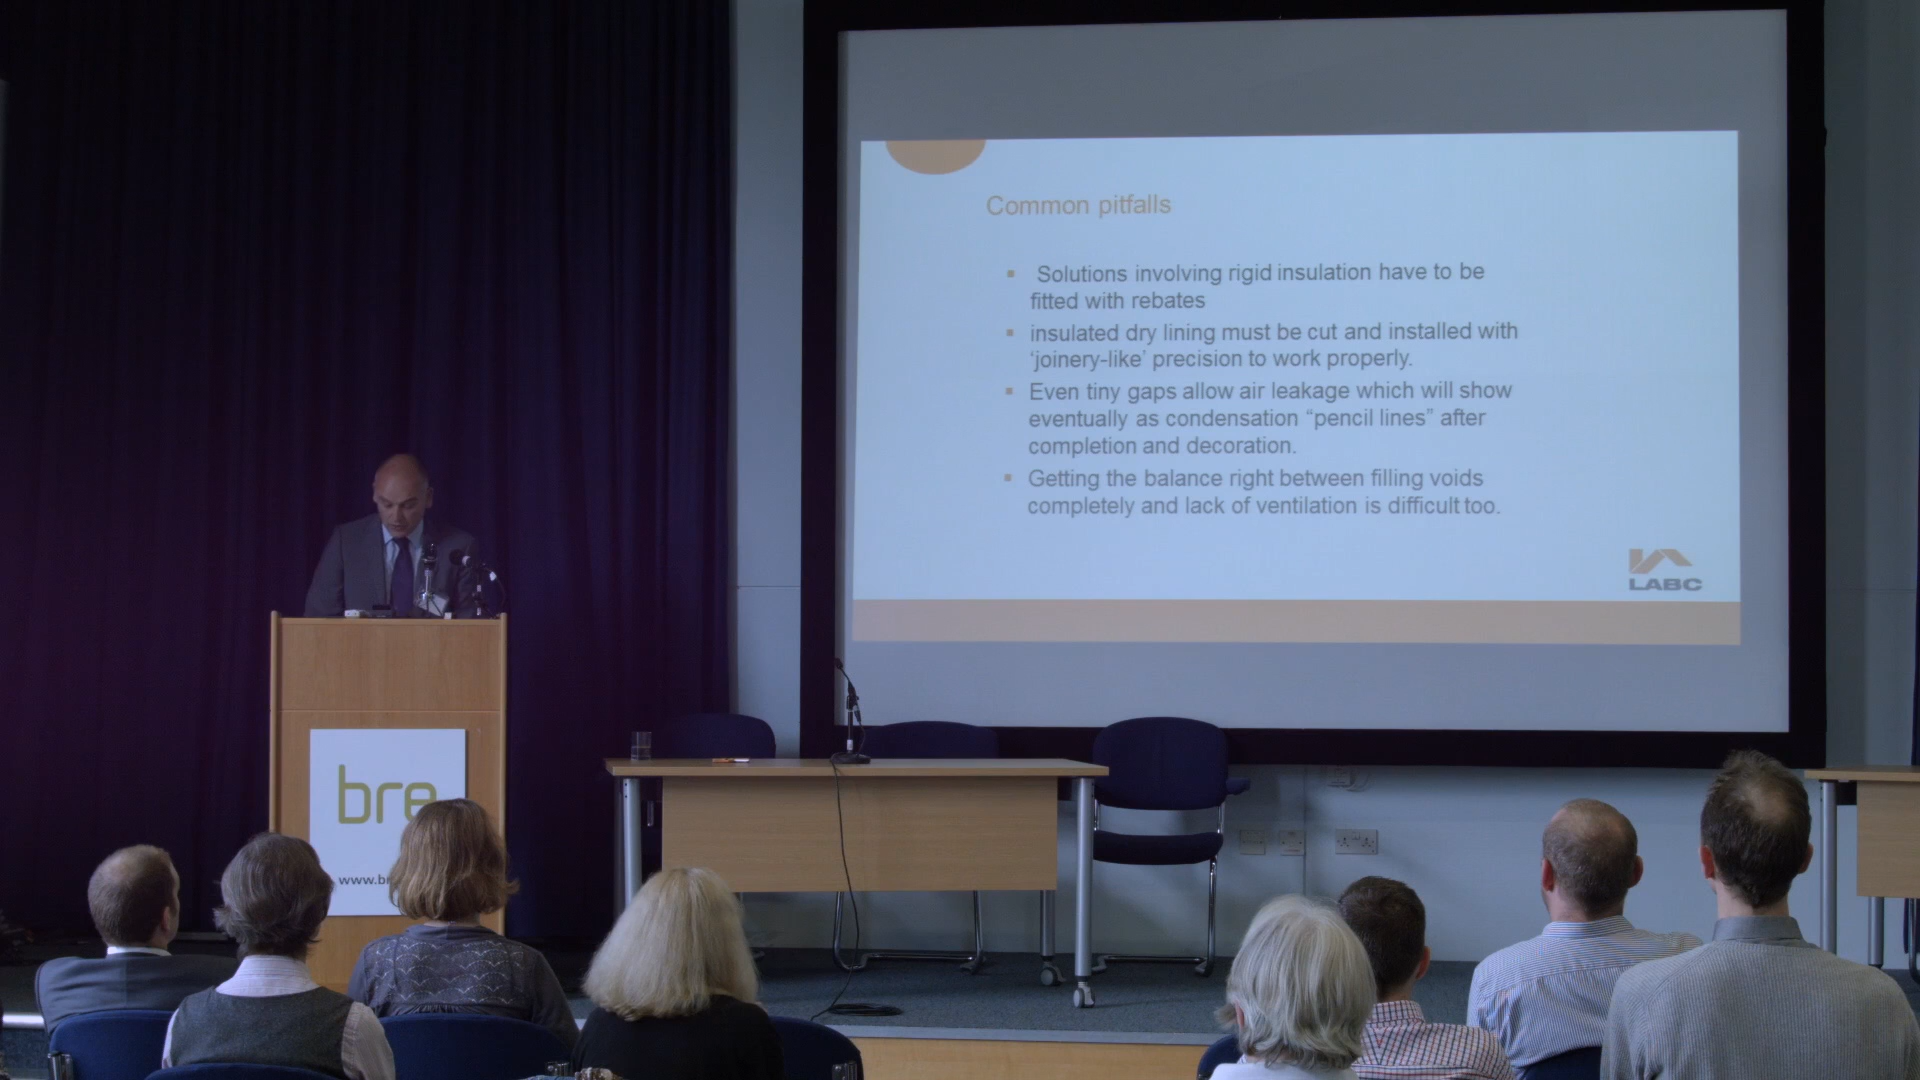 Common pitfalls
▪ Solutions involving rigid insulation have to be
fitted with rebates
▪ insulated dry lining must be cut and installed with
‘joinery-like’ precision to work properly.
▪ Even tiny gaps allow air leakage which will show
eventually as condensation “pencil lines” after
completion and decoration.
▪ Getting the balance right between filling voids
completely and lack of ventilation is difficult too.
LABC
bre
www.br